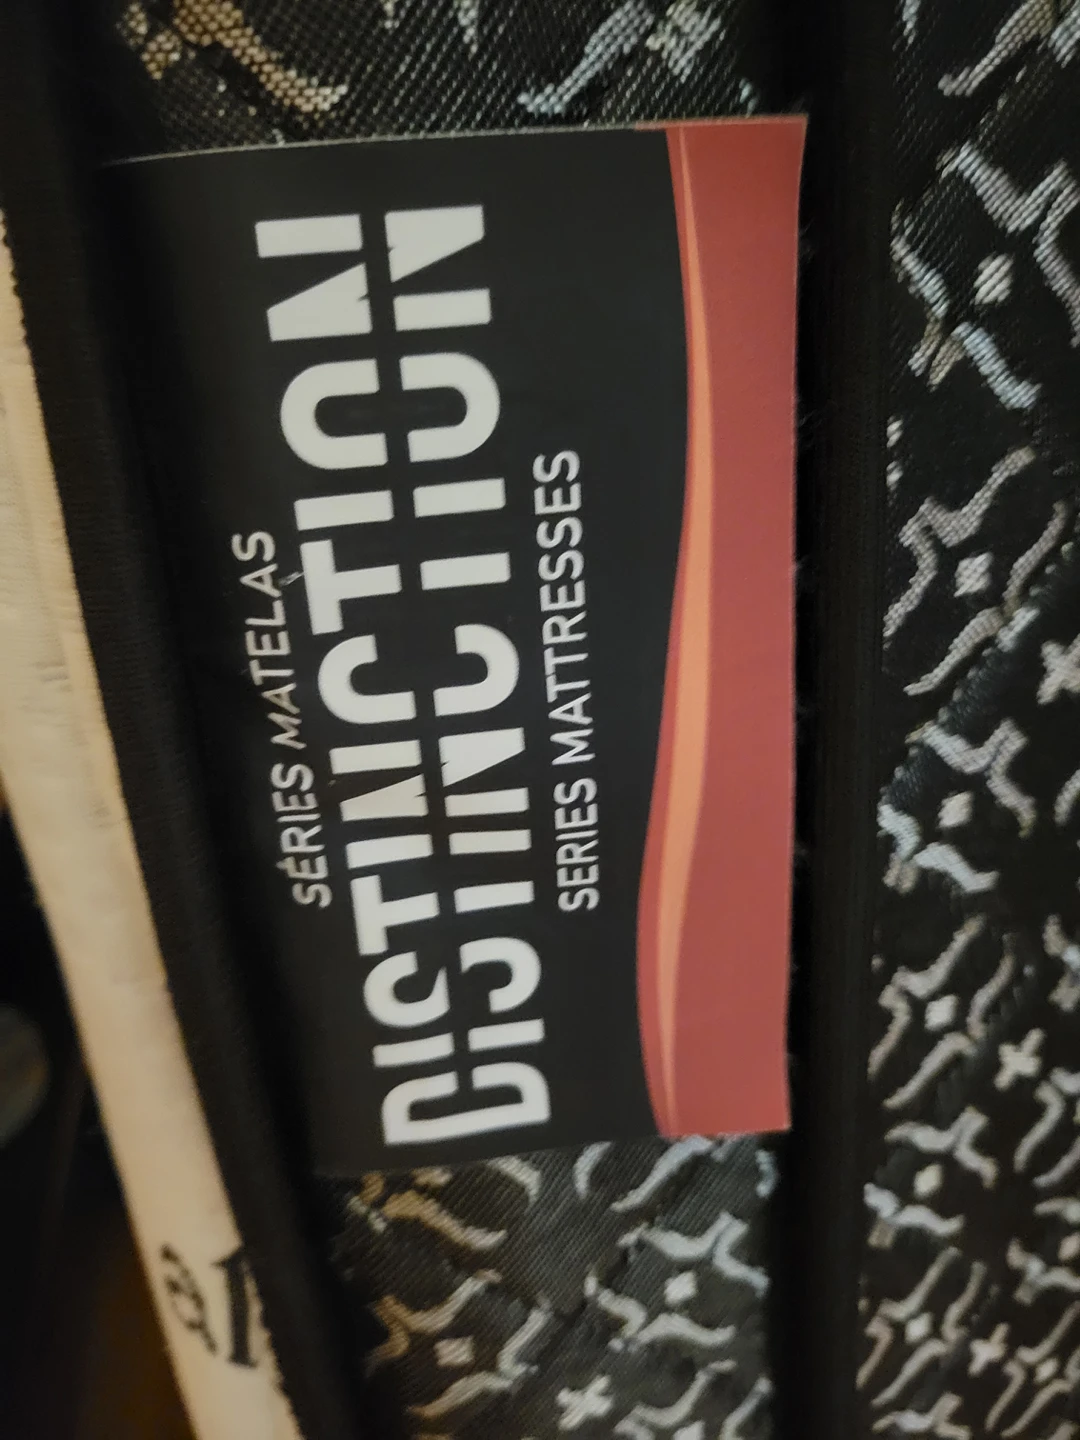 SÉRIES MATELAS
DISTINCTION
SERIES MATTRESSES